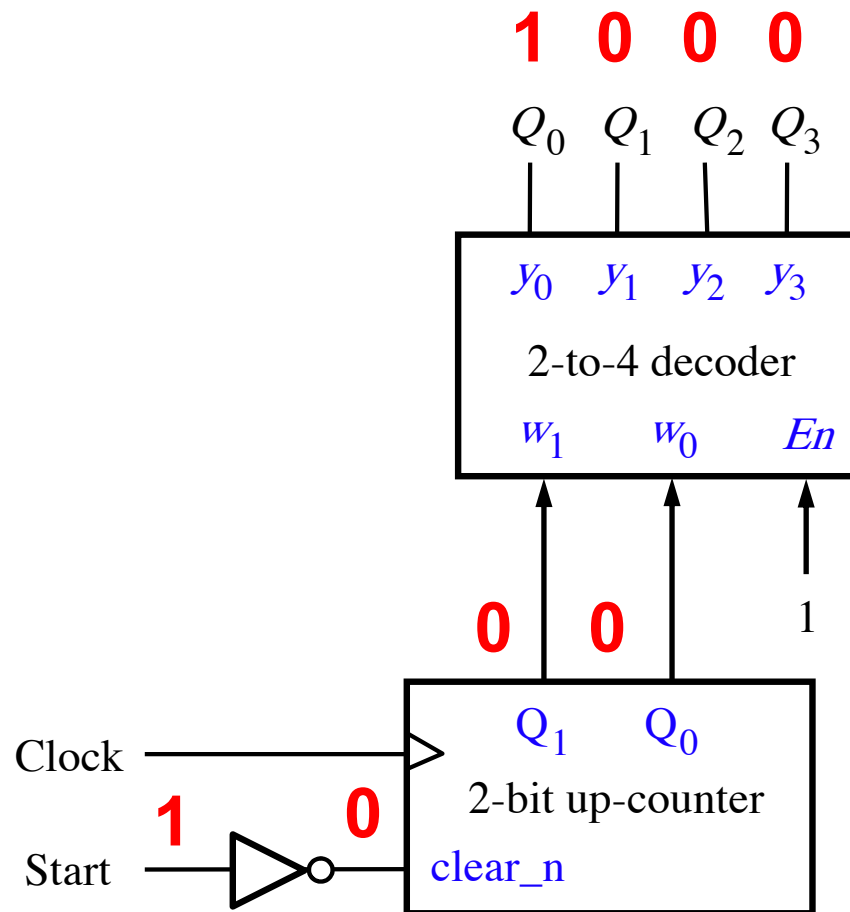 1 0 0 0
Q0 Q1 Q2 Q3
y0 y1 y2 y3
2-to-4 decoder
w1 w0 En
1
0 0
Q1 Q0
Clock
2-bit up-counter
1 0
Start
clear_n